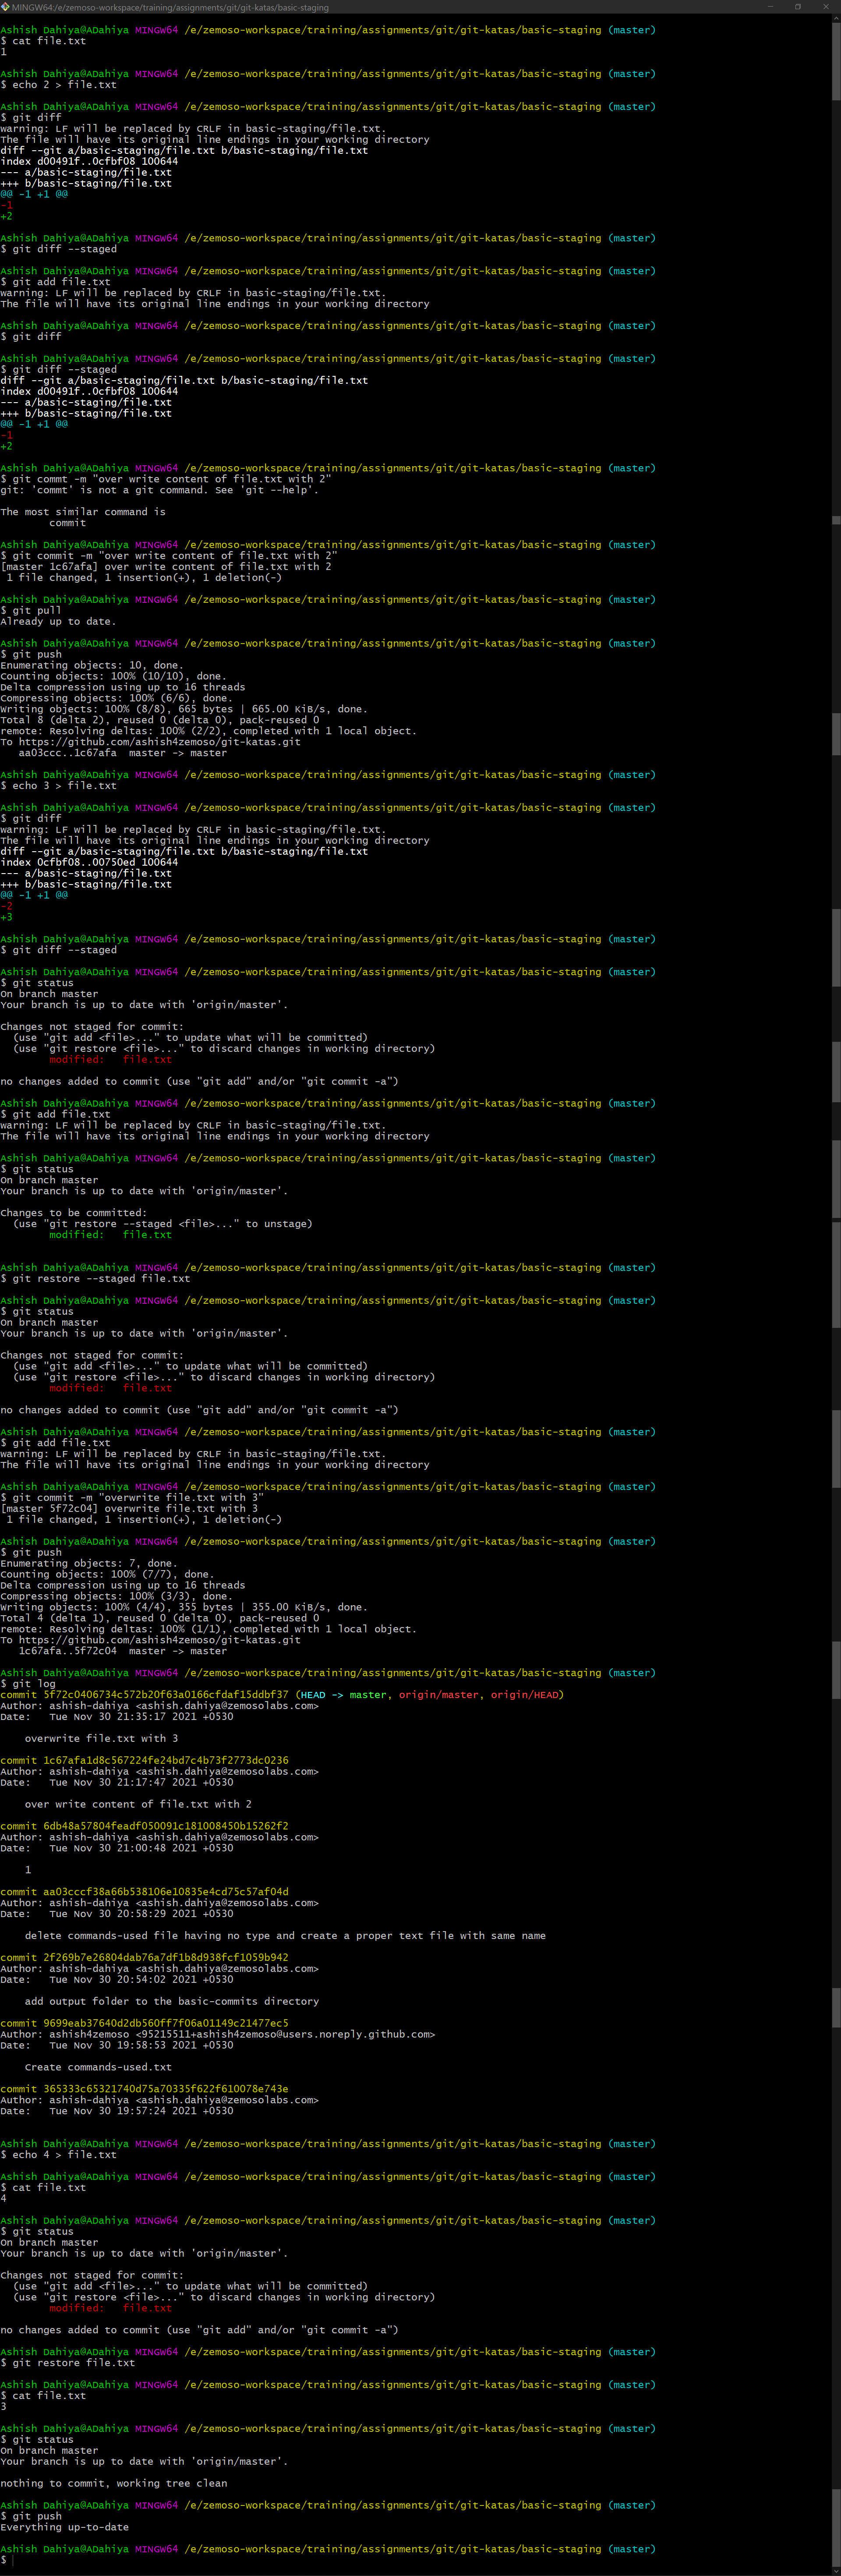 MINGW64:/e/zemoso-workspace/training/assignments/git/git-katas/basic-staging
Ashish Dahiya@ADahiya MINGW64 /e/zemoso-workspace/training/assignments/git/git-katas/basic-staging (master)
$ cat file.txt
1
Ashish Dahiya@ADahiya MINGW64 /e/zemoso-workspace/training/assignments/git/git-katas/basic-staging (master)
$ echo 2 > file.txt
Ashish Dahiya@ADahiya MINGW64 /e/zemoso-workspace/training/assignments/git/git-katas/basic-staging (master)
$ git diff
warning: LF will be replaced by CRLF in basic-staging/file.txt.
The file will have its original line endings in your working directory
diff --git a/basic-staging/file.txt b/basic-staging/file.txt
index d00491f..0cfbf08 100644
--- a/basic-staging/file.txt
+++ b/basic-staging/file.txt
@@ -1 +1 @@
-1
+2
Ashish Dahiya@ADahiya MINGW64 /e/zemoso-workspace/training/assignments/git/git-katas/basic-staging (master)
$ git diff --staged
Ashish Dahiya@ADahiya MINGW64 /e/zemoso-workspace/training/assignments/git/git-katas/basic-staging (master)
$ git add file.txt
warning: LF will be replaced by CRLF in basic-staging/file.txt.
The file will have its original line endings in your working directory
Ashish Dahiya@ADahiya MINGW64 /e/zemoso-workspace/training/assignments/git/git-katas/basic-staging (master)
$ git diff
Ashish Dahiya@ADahiya MINGW64 /e/zemoso-workspace/training/assignments/git/git-katas/basic-staging (master)
$ git diff --staged
diff --git a/basic-staging/file.txt b/basic-staging/file.txt
index d00491f..0cfbf08 100644
--- a/basic-staging/file.txt
+++ b/basic-staging/file.txt
@@ -1 +1 @@
-1
+2
Ashish Dahiya@ADahiya MINGW64 /e/zemoso-workspace/training/assignments/git/git-katas/basic-staging (master)
$ git commt -m "over write content of file.txt with 2"
git: 'commt' is not a git command. See 'git --help'.
The most similar command is
commit
Ashish Dahiya@ADahiya MINGW64 /e/zemoso-workspace/training/assignments/git/git-katas/basic-staging (master)
$ git commit -m "over write content of file.txt with 2"
[master 1c67afa] over write content of file.txt with 2
1 file changed, 1 insertion(+), 1 deletion(-)
Ashish Dahiya@ADahiya MINGW64 /e/zemoso-workspace/training/assignments/git/git-katas/basic-staging (master)
$ git pull
Already up to date.
Ashish Dahiya@ADahiya MINGW64 /e/zemoso-workspace/training/assignments/git/git-katas/basic-staging (master)
$ git push
Enumerating objects: 10, done.
Counting objects: 100% (10/10), done.
Delta compression using up to 16 threads
Compressing objects: 100% (6/6), done.
Writing objects: 100% (8/8), 665 bytes | 665.00 KiB/s, done.
Total 8 (delta 2), reused 0 (delta 0), pack-reused 0
remote: Resolving deltas: 100% (2/2), completed with 1 local object.
To https://github.com/ashish4zemoso/git-katas.git
aa03ccc..1c67afa master -> master
Ashish Dahiya@ADahiya MINGW64 /e/zemoso-workspace/training/assignments/git/git-katas/basic-staging (master)
$ echo 3 > file.txt
Ashish Dahiya@ADahiya MINGW64 /e/zemoso-workspace/training/assignments/git/git-katas/basic-staging (master)
$ git diff
warning: LF will be replaced by CRLF in basic-staging/file.txt.
The file will have its original line endings in your working directory
diff --git a/basic-staging/file.txt b/basic-staging/file.txt
index 0cfbf08..00750ed 100644
--- a/basic-staging/file.txt
+++ b/basic-staging/file.txt
@@ -1 +1 @@
-2
+3
Ashish Dahiya@ADahiya MINGW64 /e/zemoso-workspace/training/assignments/git/git-katas/basic-staging (master)
$ git diff --staged
Ashish Dahiya@ADahiya MINGW64 /e/zemoso-workspace/training/assignments/git/git-katas/basic-staging (master)
$ git status
On branch master
Your branch is up to date with 'origin/master'.
Changes not staged for commit:
(use "git add <file>..." to update what will be committed)
(use "git restore <file>..." to discard changes in working directory)
modified: file.txt
no changes added to commit (use "git add" and/or "git commit -a")
Ashish Dahiya@ADahiya MINGW64 /e/zemoso-workspace/training/assignments/git/git-katas/basic-staging (master)
$ git add file.txt
warning: LF will be replaced by CRLF in basic-staging/file.txt.
The file will have its original line endings in your working directory
Ashish Dahiya@ADahiya MINGW64 /e/zemoso-workspace/training/assignments/git/git-katas/basic-staging (master)
$ git status
On branch master
Your branch is up to date with 'origin/master'.
Changes to be committed:
(use "git restore --staged <file>..." to unstage)
modified: file.txt
Ashish Dahiya@ADahiya MINGW64 /e/zemoso-workspace/training/assignments/git/git-katas/basic-staging (master)
$ git restore --staged file.txt
Ashish Dahiya@ADahiya MINGW64 /e/zemoso-workspace/training/assignments/git/git-katas/basic-staging (master)
$ git status
On branch master
Your branch is up to date with 'origin/master'.
Changes not staged for commit:
(use "git add <file>..." to update what will be committed)
(use "git restore <file>..." to discard changes in working directory)
modified: file.txt
no changes added to commit (use "git add" and/or "git commit -a")
Ashish Dahiya@ADahiya MINGW64 /e/zemoso-workspace/training/assignments/git/git-katas/basic-staging (master)
$ git add file.txt
warning: LF will be replaced by CRLF in basic-staging/file.txt.
The file will have its original line endings in your working directory
Ashish Dahiya@ADahiya MINGW64 /e/zemoso-workspace/training/assignments/git/git-katas/basic-staging (master)
$ git commit -m "overwrite file.txt with 3"
[master 5f72c04] overwrite file.txt with 3
1 file changed, 1 insertion(+), 1 deletion(-)
Ashish Dahiya@ADahiya MINGW64 /e/zemoso-workspace/training/assignments/git/git-katas/basic-staging (master)
$ git push
Enumerating objects: 7, done.
Counting objects: 100% (7/7), done.
Delta compression using up to 16 threads
Compressing objects: 100% (3/3), done.
Writing objects: 100% (4/4), 355 bytes | 355.00 KiB/s, done.
Total 4 (delta 1), reused 0 (delta 0), pack-reused 0
remote: Resolving deltas: 100% (1/1), completed with 1 local object.
To https://github.com/ashish4zemoso/git-katas.git
1c67afa..5f72c04 master -> master
Ashish Dahiya@ADahiya MINGW64 /e/zemoso-workspace/training/assignments/git/git-katas/basic-staging (master)
$ git log
commit 5f72c0406734c572b20f63a0166cfdaf15ddbf37 (HEAD -> master, origin/master, origin/HEAD)
Author: ashish-dahiya <ashish.dahiya@zemosolabs.com>
Date: Tue Nov 30 21:35:17 2021 +0530
overwrite file.txt with 3
commit 1c67afa1d8c567224fe24bd7c4b73f2773dc0236
Author: ashish-dahiya <ashish.dahiya@zemosolabs.com>
Date: Tue Nov 30 21:17:47 2021 +0530
over write content of file.txt with 2
commit 6db48a57804feadf050091c181008450b15262f2
Author: ashish-dahiya <ashish.dahiya@zemosolabs.com>
Date: Tue Nov 30 21:00:48 2021 +0530
1
commit aa03cccf38a66b538106e10835e4cd75c57af04d
Author: ashish-dahiya <ashish.dahiya@zemosolabs.com>
Date: Tue Nov 30 20:58:29 2021 +0530
delete commands-used file having no type and create a proper text file with same name
commit 2f269b7e26804dab76a7df1b8d938fcf1059b942
Author: ashish-dahiya <ashish.dahiya@zemosolabs.com>
Date: Tue Nov 30 20:54:02 2021 +0530
add output folder to the basic-commits directory
commit 9699eab37640d2db560ff7f06a01149c21477ec5
Author: ashish4zemoso <95215511+ashish4zemoso@users.noreply.github.com>
Date: Tue Nov 30 19:58:53 2021 +0530
Create commands-used.txt
commit 365333c65321740d75a70335f622f610078e743e
Author: ashish-dahiya <ashish.dahiya@zemosolabs.com>
Date: Tue Nov 30 19:57:24 2021 +0530
Ashish Dahiya@ADahiya MINGW64 /e/zemoso-workspace/training/assignments/git/git-katas/basic-staging (master)
$ echo 4 > file.txt
Ashish Dahiya@ADahiya MINGW64 /e/zemoso-workspace/training/assignments/git/git-katas/basic-staging (master)
$ cat file.txt
4
Ashish Dahiya@ADahiya MINGW64 /e/zemoso-workspace/training/assignments/git/git-katas/basic-staging (master)
$ git status
On branch master
Your branch is up to date with 'origin/master'.
Changes not staged for commit:
(use "git add <file>..." to update what will be committed)
(use "git restore <file>..." to discard changes in working directory)
modified: file.txt
no changes added to commit (use "git add" and/or "git commit -a")
Ashish Dahiya@ADahiya MINGW64 /e/zemoso-workspace/training/assignments/git/git-katas/basic-staging (master)
$ git restore file.txt
Ashish Dahiya@ADahiya MINGW64 /e/zemoso-workspace/training/assignments/git/git-katas/basic-staging (master)
$ cat file.txt
3
Ashish Dahiya@ADahiya MINGW64 /e/zemoso-workspace/training/assignments/git/git-katas/basic-staging (master)
$ git status
On branch master
Your branch is up to date with 'origin/master'.
nothing to commit, working tree clean
Ashish Dahiya@ADahiya MINGW64 /e/zemoso-workspace/training/assignments/git/git-katas/basic-staging (master)
$ git push
Everything up-to-date
Ashish Dahiya@ADahiya MINGW64 /e/zemoso-workspace/training/assignments/git/git-katas/basic-staging (master)
$